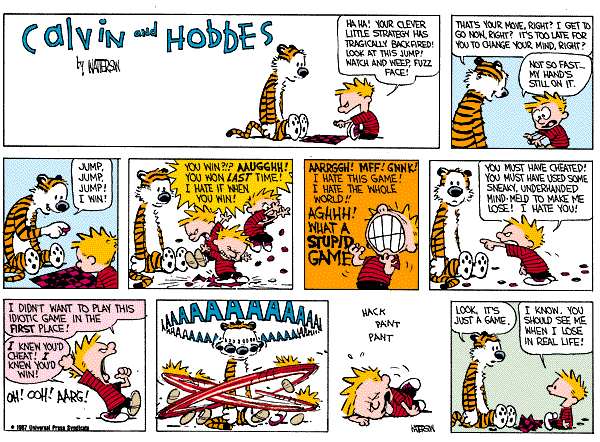 Calvin and Hobbes
by WATTERSON
HA HA! YOUR CLEVER
LITTLE STRATEGY HAS
TRAGICALLY BACKFIRED!
LOOK AT THIS JUMP!
WATCH AND WEEP, FUZZ
FACE!
THAT'S YOUR MOVE, RIGHT? I GET TO
GO NOW, RIGHT? IT'S TOO LATE FOR
YOU TO CHANGE YOUR MIND, RIGHT?
NOT SO FAST...
MY HAND'S
STILL ON IT.
JUMP,
JUMP,
JUMP!
I WIN!
YOU WIN?!? AAUGGHH!
YOU WON LAST TIME!
I HATE IT WHEN
YOU WIN!
AARRGGH! MFF! GNNK!
I HATE THIS GAME!
I HATE THE WHOLE
WORLD!!
AGHHH!
WHAT A
STUPID
GAME
YOU MUST HAVE CHEATED!
YOU MUST HAVE USED SOME
SNEAKY, UNDERHANDED
MIND-MELD TO MAKE ME
LOSE! I HATE YOU!
I DIDN'T WANT TO PLAY THIS
IDIOTIC GAME IN THE
FIRST PLACE!
I KNEW YOU'D
CHEAT! I
KNEW YOU'D
WIN!
OH! OOH! AARG!
© 1987 Universal Press Syndicate
AAAAAAAAAAAA
HACK
PANT
PANT
WATTERSON
LOOK, IT'S
JUST A GAME.
I KNOW. YOU
SHOULD SEE ME
WHEN I LOSE
IN REAL LIFE!